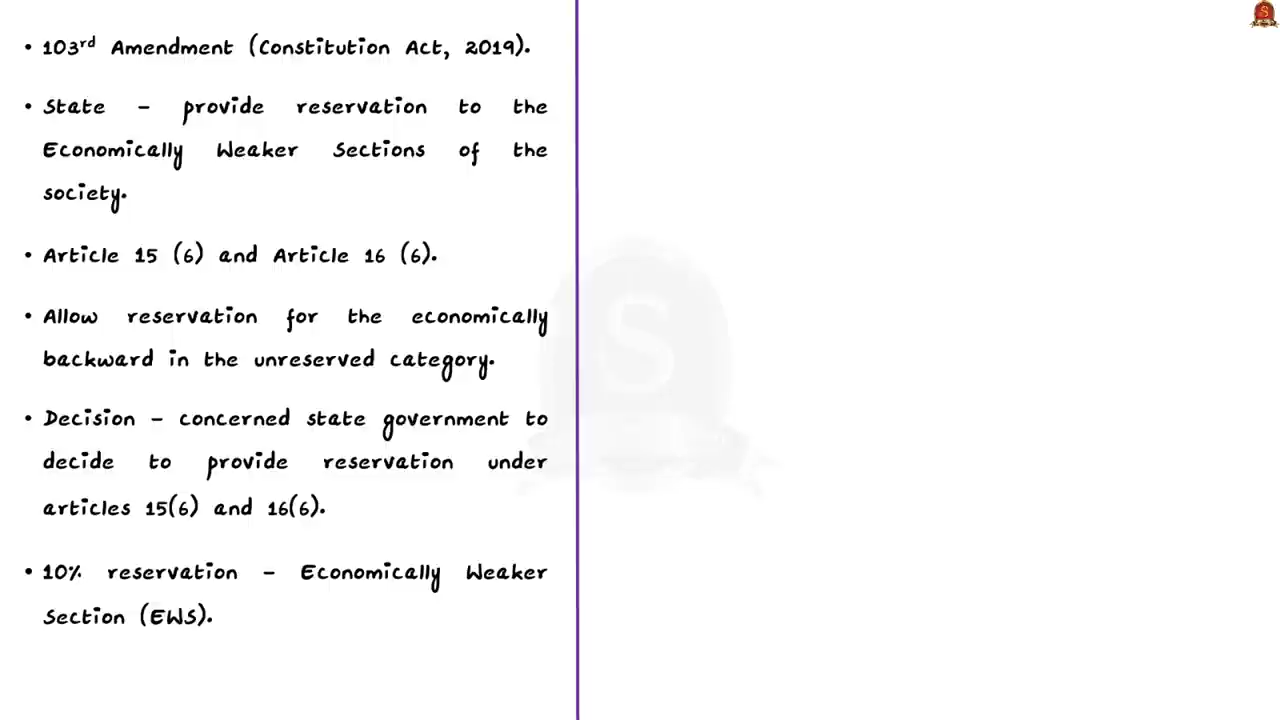 • 103rd Amendment (Constitution Act, 2019).
• State – provide reservation to the
Economically Weaker Sections of the
society.
• Article 15 (6) and Article 16 (6).
• Allow reservation for the economically
backward in the unreserved category.
• Decision – concerned state government to
decide to provide reservation under
articles 15(6) and 16(6).
• 10% reservation – Economically Weaker
Section (EWS).
S
S